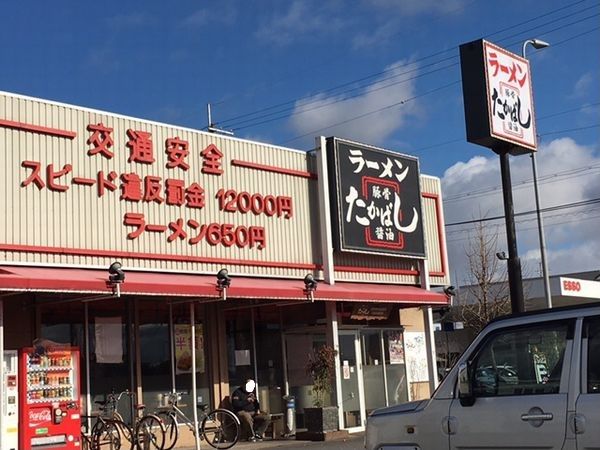 交通安全
スピード違反罰金 12000円
ラーメン650円
ラーメン
豚骨
たかばし
醤油
ラーメン
豚骨
たかばし
醤油
ESSO
Coca-Cola